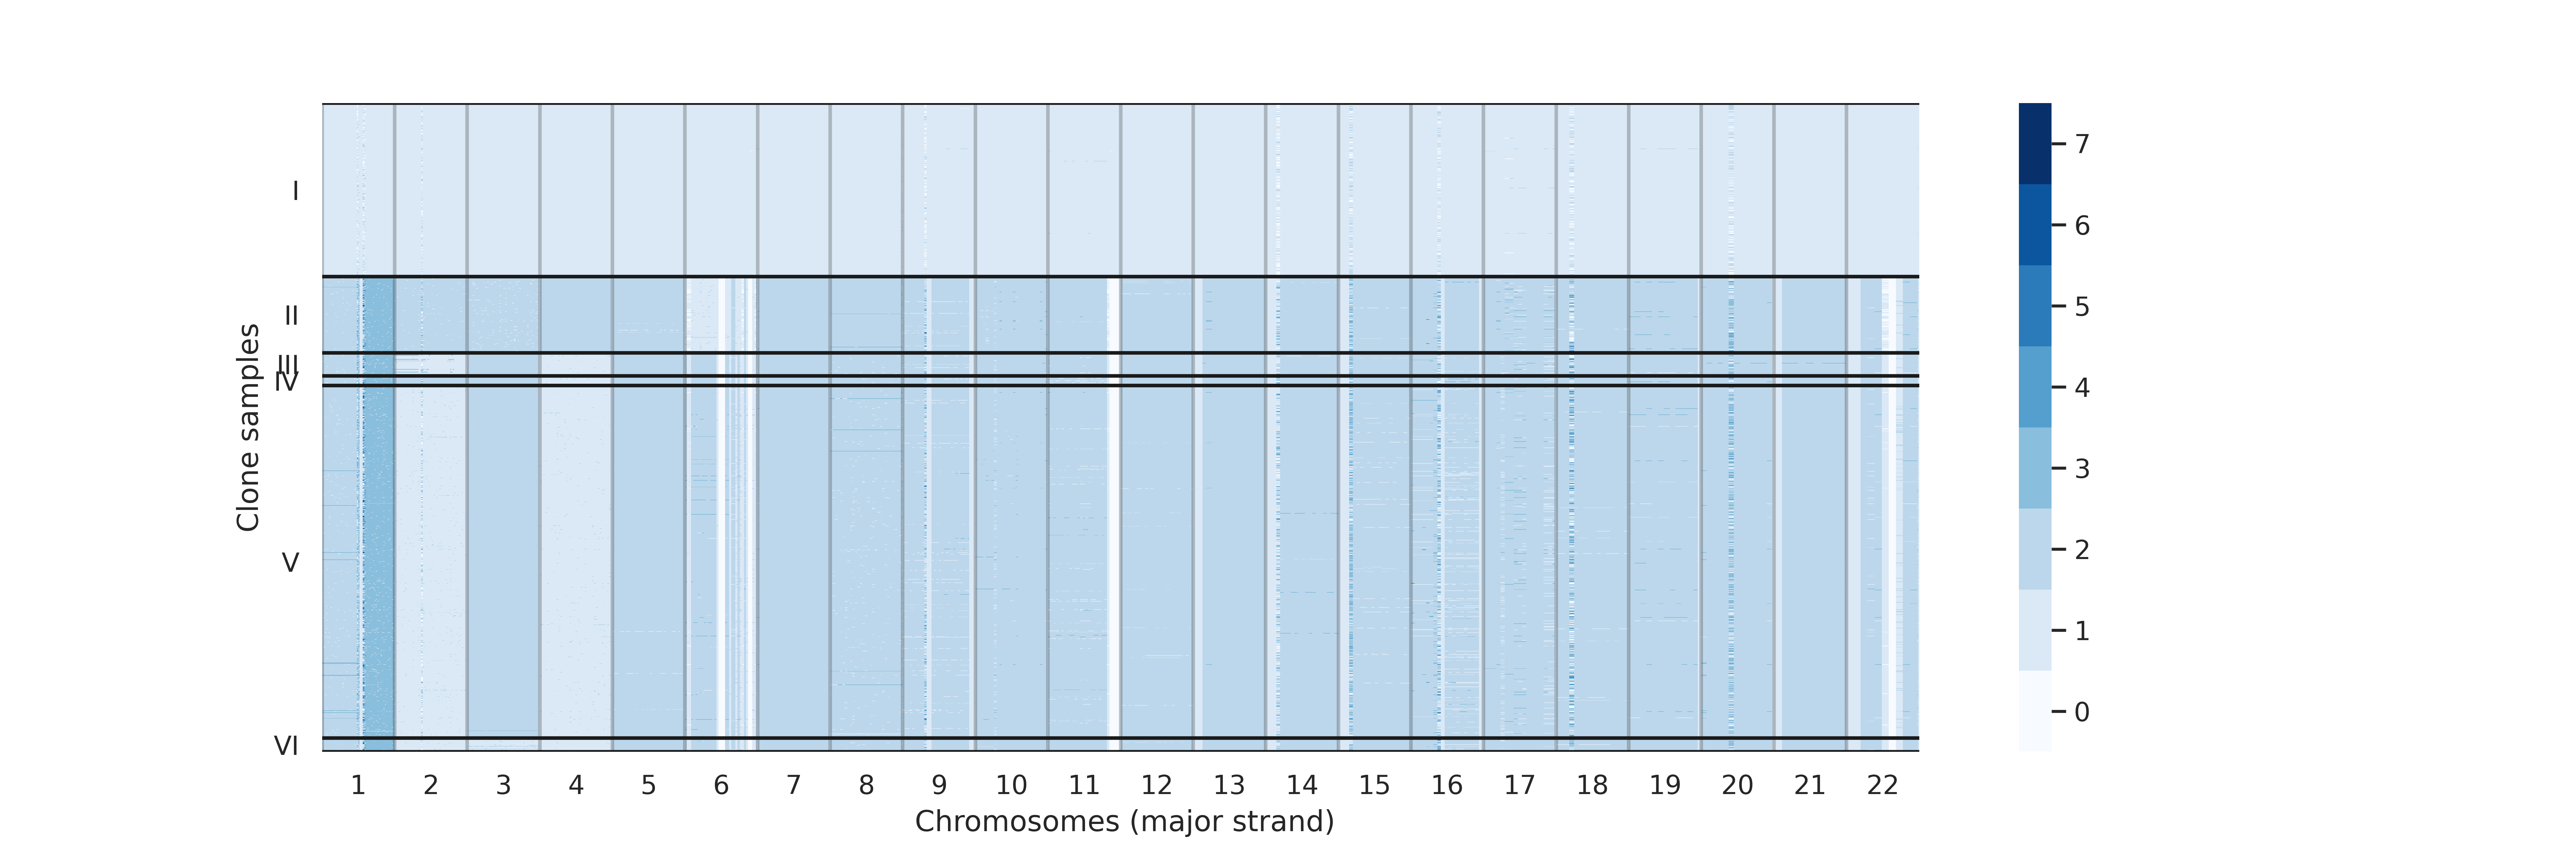 Clone samples
I
II
III
IV
V
VI
1 2 3 4 5 6 7 8 9 10 11 12 13 14 15 16 17 18 19 20 21 22
Chromosomes (major strand)
7
6
5
4
3
2
1
0